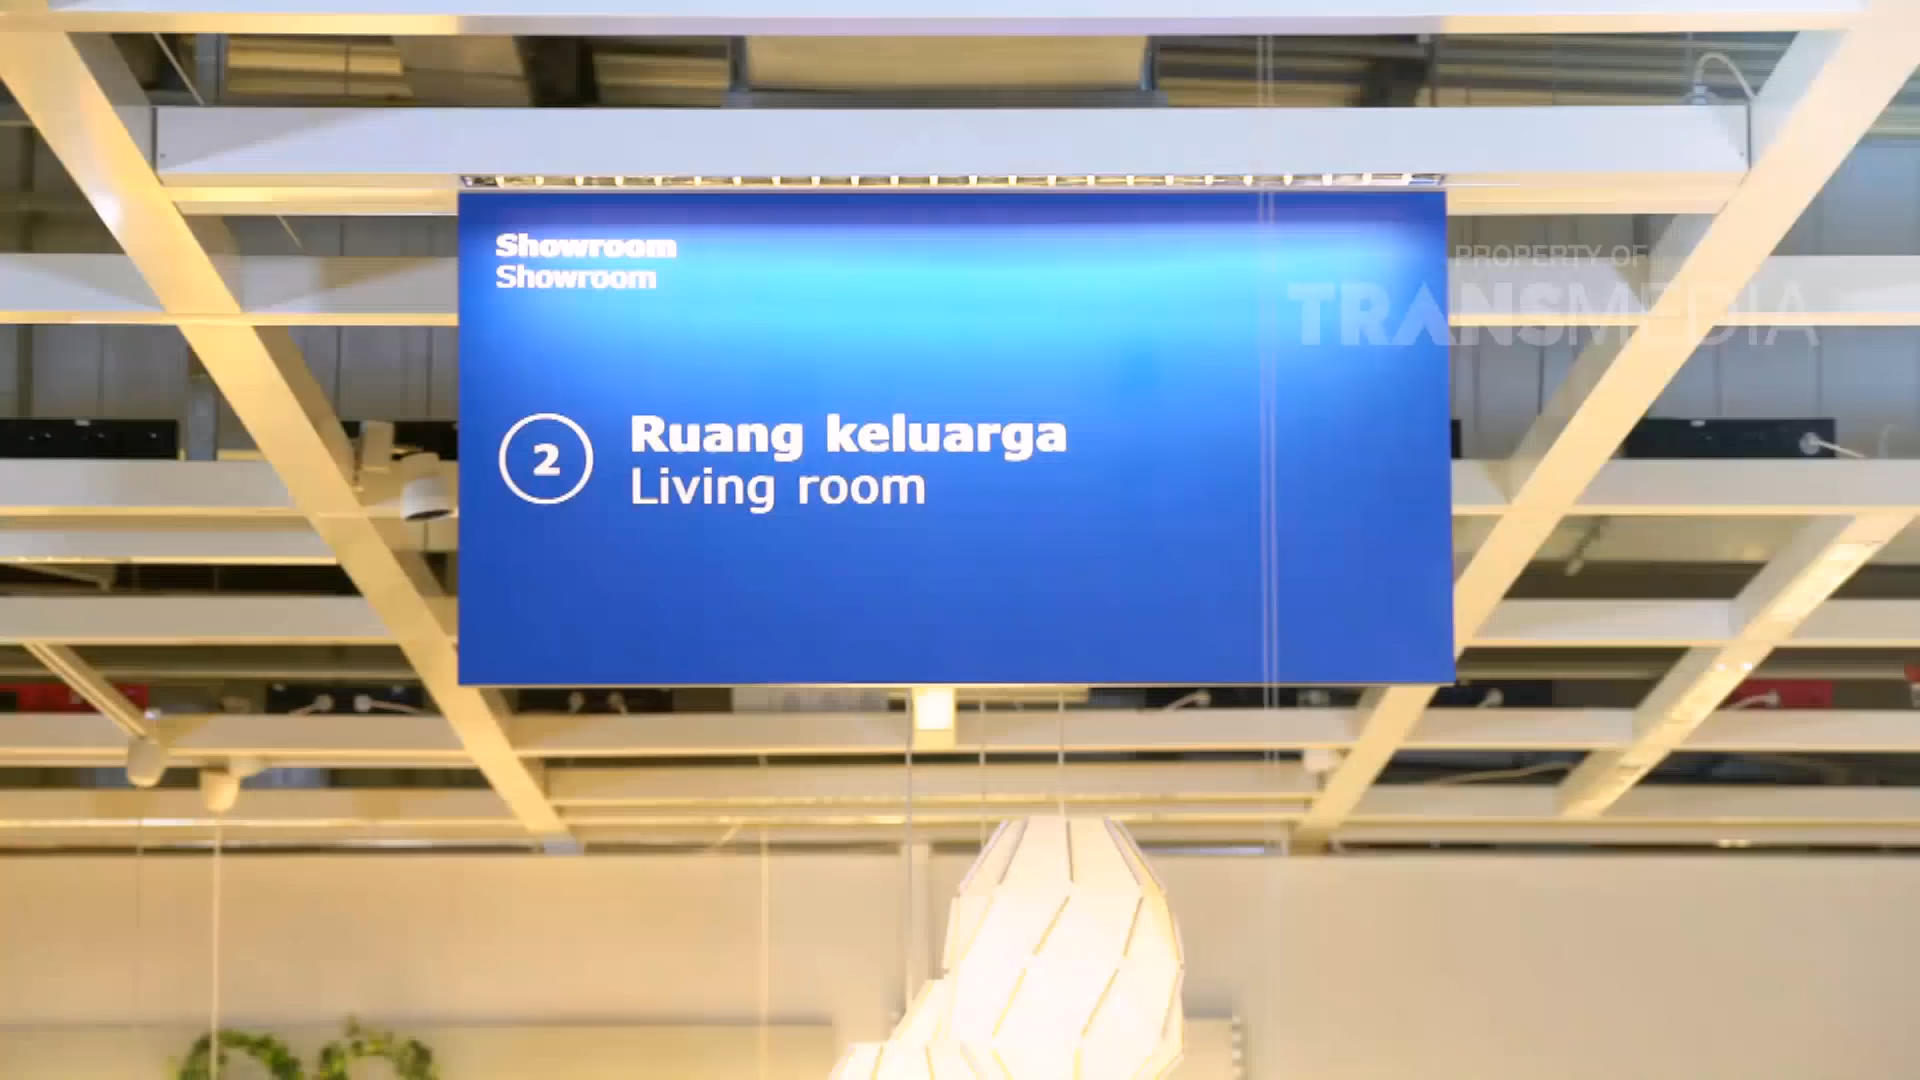 Showroom
Showroom
PROPERTY OF
TRANSMEDIA
2
Ruang keluarga
Living room